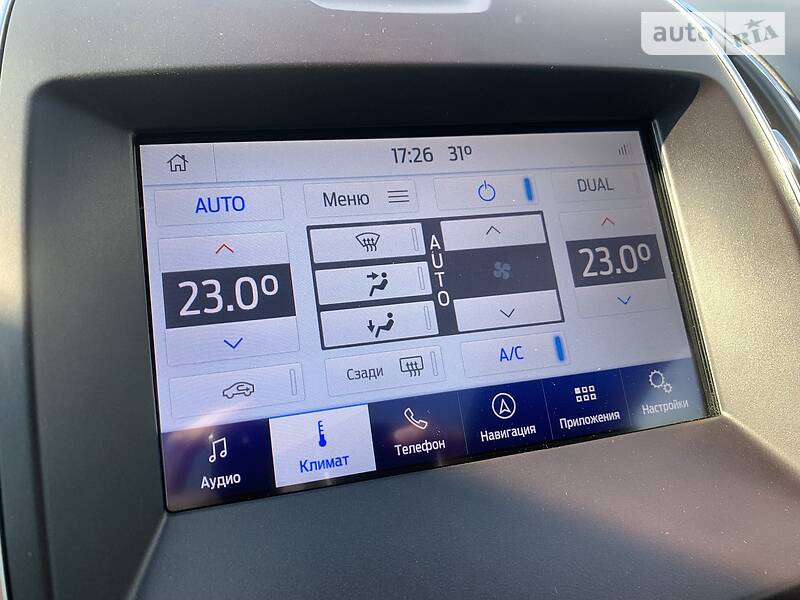 auto RIA
17:26 31°
AUTO
Меню
DUAL
23.0°
AUTO
23.0°
Сзади
A/C
Аудио
Климат
Телефон
Навигация
Приложения
Настройки